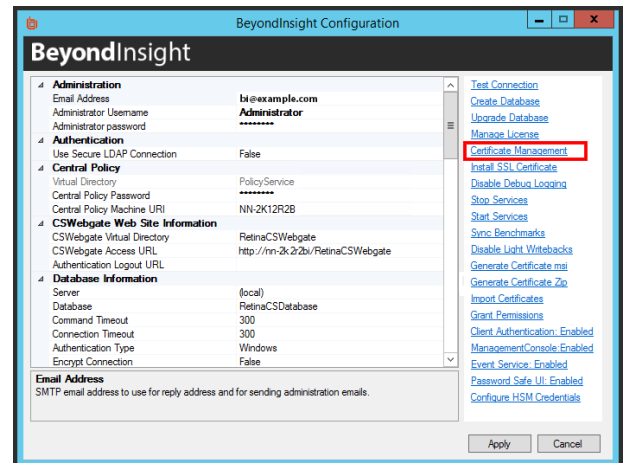 BeyondInsight Configuration
BeyondInsight
Administration
Email Address bi@example.com
Administrator Username Administrator
Administrator password ********
Authentication
Use Secure LDAP Connection False
Central Policy
Virtual Directory PolicyService
Central Policy Password ********
Central Policy Machine URI NN-2K12R2B
CSWebgate Web Site Information
CSWebgate Virtual Directory RetinaCSWebgate
CSWebgate Access URL http://nn-2k2r2bi/RetinaCSWebgate
Authentication Logout URL
Database Information
Server (local)
Database RetinaCSDatabase
Command Timeout 300
Connection Timeout 300
Authentication Type Windows
Encrypt Connection False
Email Address
SMTP email address to use for reply address and for sending administration emails.
Test Connection
Create Database
Upgrade Database
Manage License
Certificate Management
Install SSL Certificate
Disable Debug Logging
Stop Services
Start Services
Sync Benchmarks
Disable Light Writebacks
Generate Certificate msi
Generate Certificate Zip
Import Certificates
Grant Permissions
Client Authentication: Enabled
ManagementConsole:Enabled
Event Service: Enabled
Password Safe UI: Enabled
Configure HSM Credentials
Apply Cancel